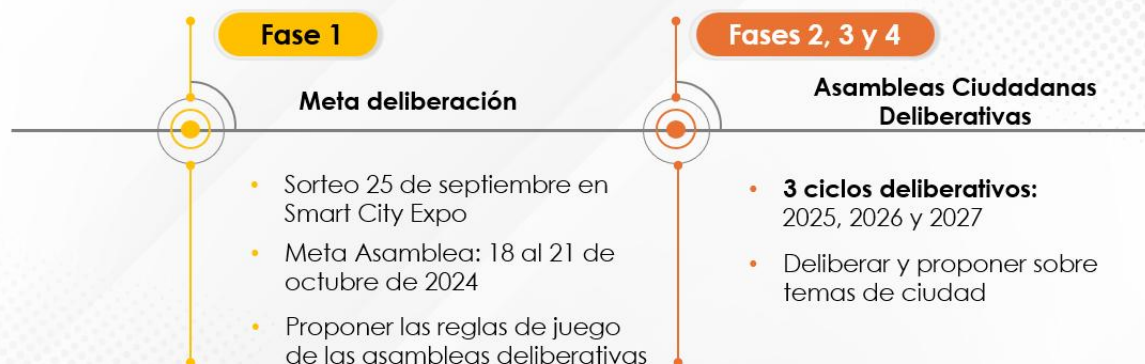 Fase 1
Meta deliberación
Sorteo 25 de septiembre en
Smart City Expo
Meta Asamblea: 18 al 21 de
octubre de 2024
Proponer las reglas de juego
de las asambleas deliberativas
Fases 2, 3 y 4
Asambleas Ciudadanas
Deliberativas
3 ciclos deliberativos:
2025, 2026 y 2027
Deliberar y proponer sobre
temas de ciudad